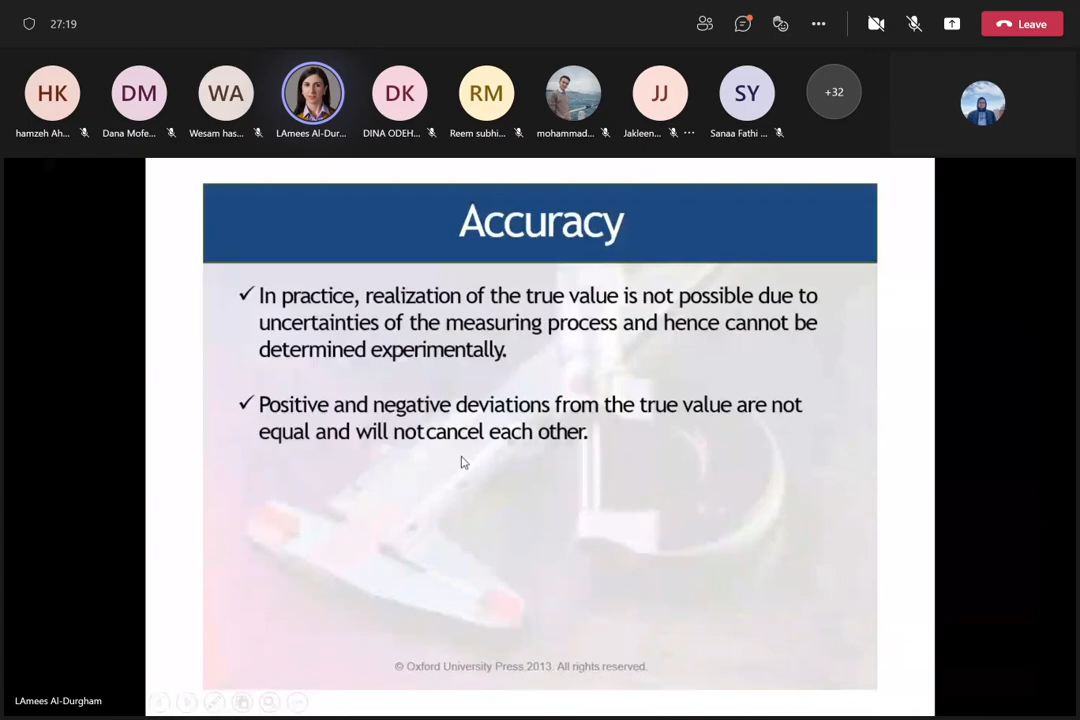 27:19
Leave
HK
DM
WA
DK
RM
JJ
SY
+32
hamzeh Ah...
Dana Mofe...
Wesam has...
LAmees Al-Dur...
DINA ODEH...
Reem subhi...
mohammad...
Jakleen...
Sanaa Fathi ...
Accuracy
✓ In practice, realization of the true value is not possible due to
uncertainties of the measuring process and hence cannot be
determined experimentally.
✓ Positive and negative deviations from the true value are not
equal and will not cancel each other.
© Oxford University Press 2013. All rights reserved.
LAmees Al-Durgham